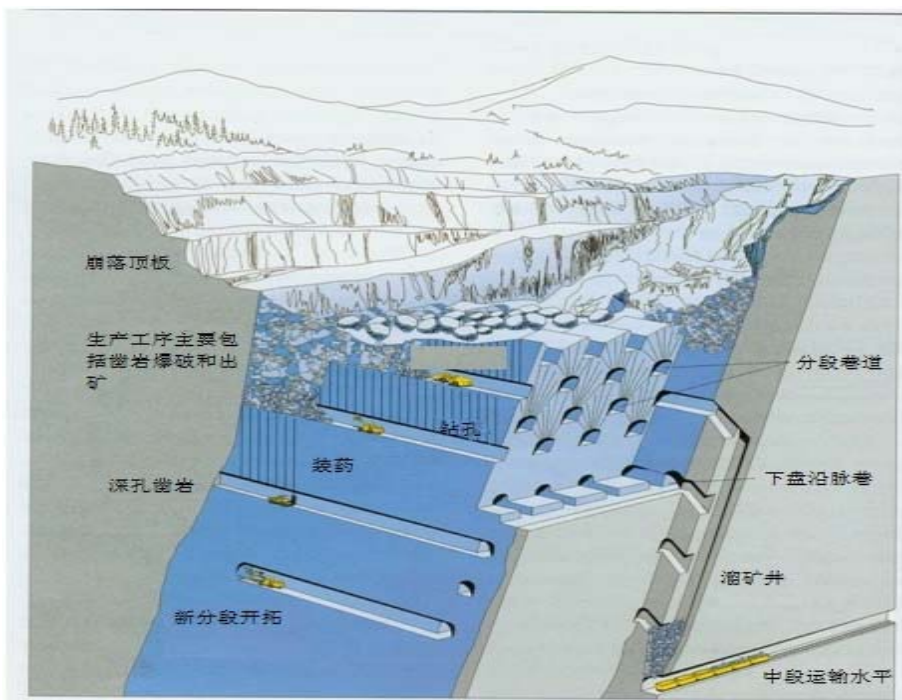 崩落顶板
生产工序主要包
括凿岩爆破和出
矿
分段巷道
钻孔
装药
深孔凿岩
下盘沿脉巷
溜矿井
新分段开拓
中段运输水平